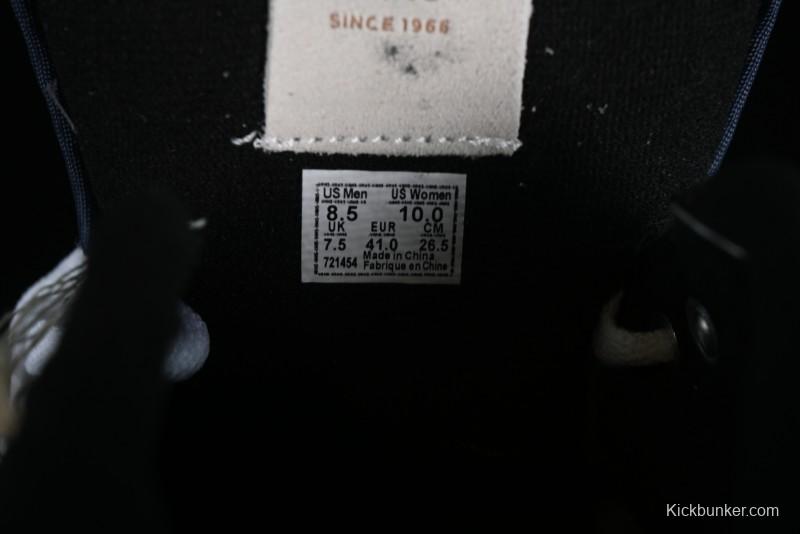 SINCE 1966
US Men US Women
8.5 10.0
UK EUR CM
7.5 41.0 26.5
Made in China
721454 Fabrique en Chine
Kickbunker.com